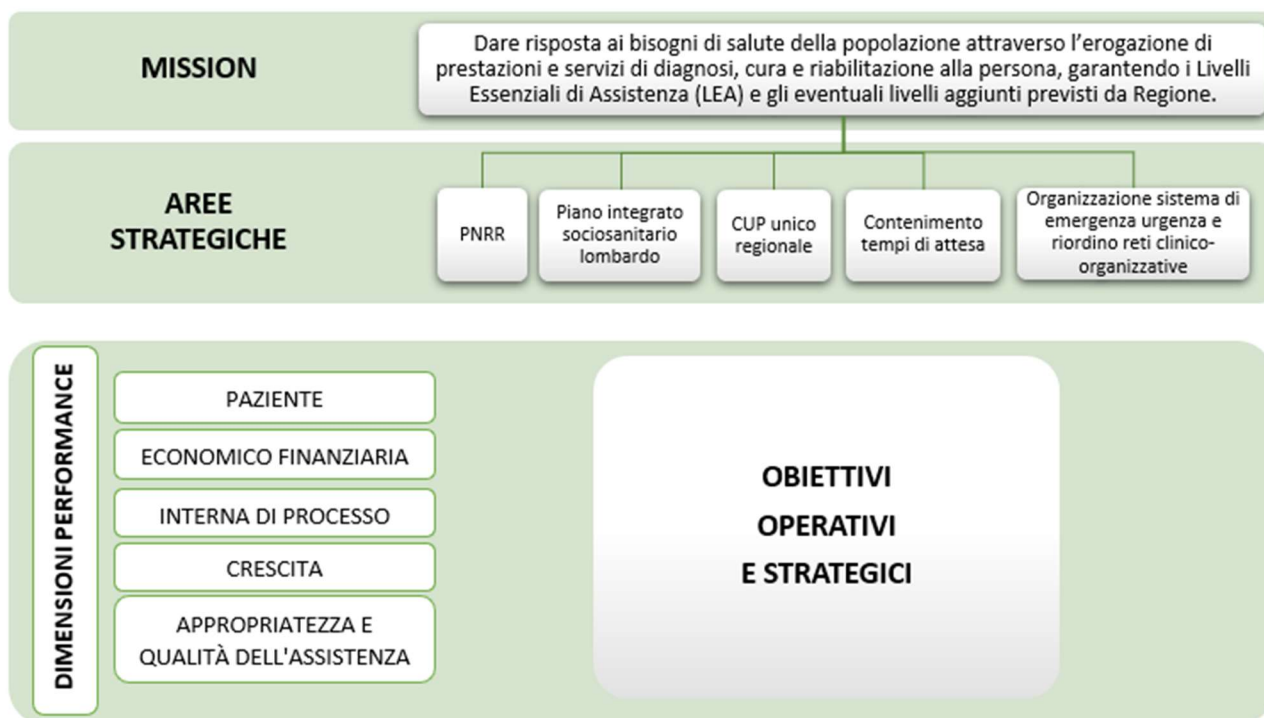 MISSION
Dare risposta ai bisogni di salute della popolazione attraverso l'erogazione di
prestazioni e servizi di diagnosi, cura e riabilitazione alla persona, garantendo i Livelli
Essenziali di Assistenza (LEA) e gli eventuali livelli aggiunti previsti da Regione.
AREE
STRATEGICHE
PNRR
Piano integrato
sociosanitario
lombardo
CUP unico
regionale
Contenimento
tempi di attesa
Organizzazione sistema di
emergenza urgenza e
riordino reti clinico-
organizzative
DIMENSIONI PERFORMANCE
PAZIENTE
ECONOMICO FINANZIARIA
INTERNA DI PROCESSO
CRESCITA
APPROPRIATEZZA E
QUALITÀ DELL'ASSISTENZA
OBIETTIVI
OPERATIVI
E STRATEGICI